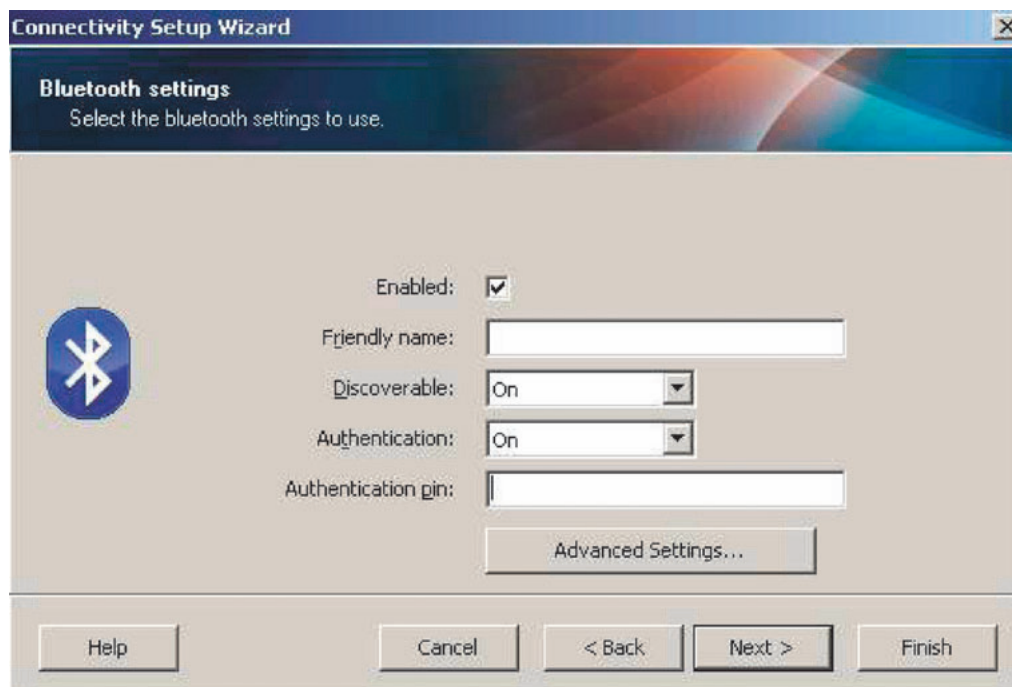 Connectivity Setup Wizard
Bluetooth settings
Select the bluetooth settings to use.
Enabled:
Friendly name:
Discoverable: On
Authentication: On
Authentication pin:
Advanced Settings...
Help Cancel < Back Next > Finish